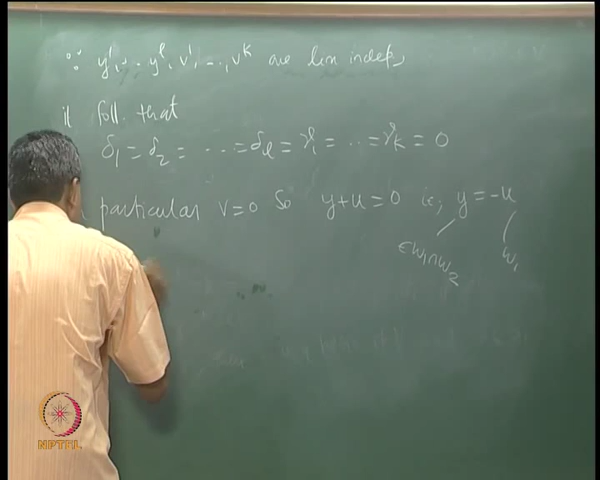 ∵ y¹, ..., yˡ, v¹, ..., vᵏ are lin indep,
it foll. that
δ₁ = δ₂ = ... = δₗ = γ₁ = ... = γₖ = 0
particular v = 0 So y + u = 0 i.e., y = -u
∈ W₁ ∩ W₂ W₁
NPTEL